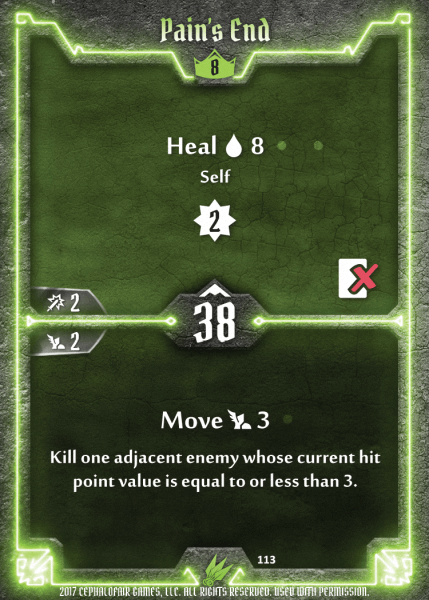 Pain's End
8
Heal 8
Self
2
2
38
2
Move 3
Kill one adjacent enemy whose current hit
point value is equal to or less than 3.
113
2017 CEPHALOFAIR GAMES, LLC. ALL RIGHTS RESERVED. USED WITH PERMISSION.